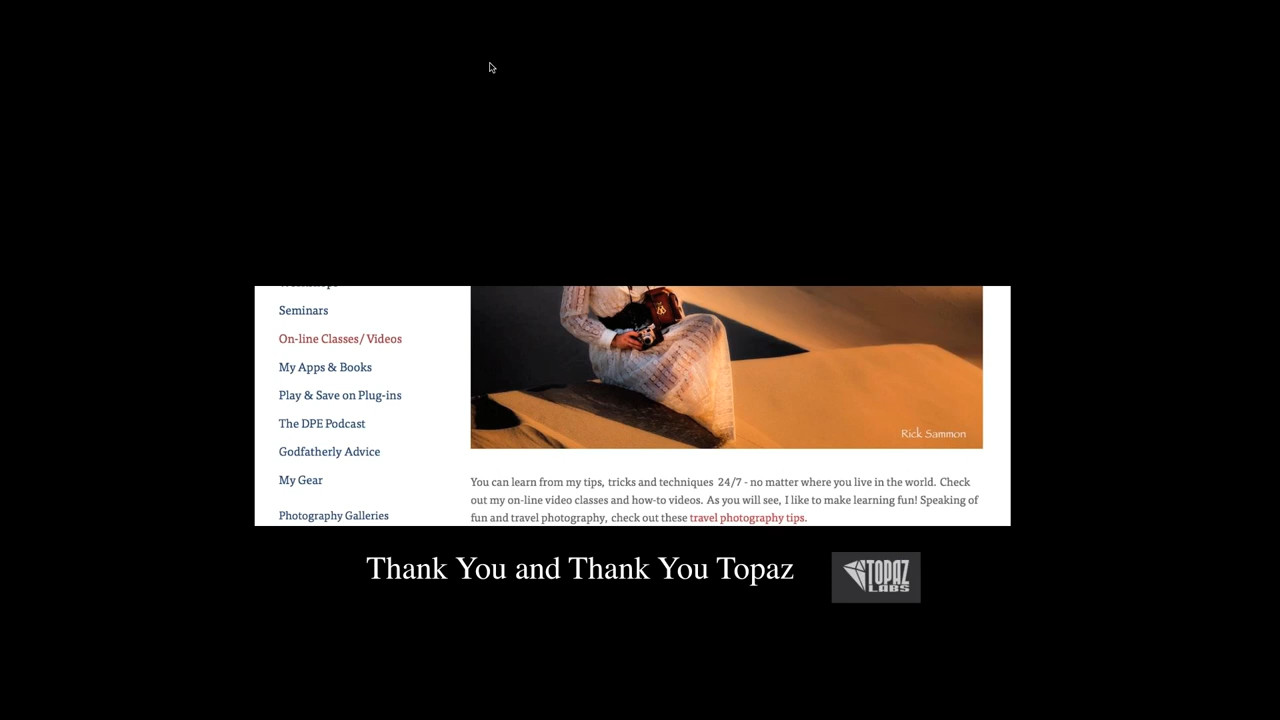 Seminars
On-line Classes/ Videos
My Apps & Books
Play & Save on Plug-ins
The DPE Podcast
Godfatherly Advice
My Gear
Photography Galleries
Rick Sammon
You can learn from my tips, tricks and techniques 24/7 - no matter where you live in the world. Check
out my on-line video classes and how-to videos. As you will see, I like to make learning fun! Speaking of
fun and travel photography, check out these travel photography tips.
Thank You and Thank You Topaz
TOPAZ
LABS